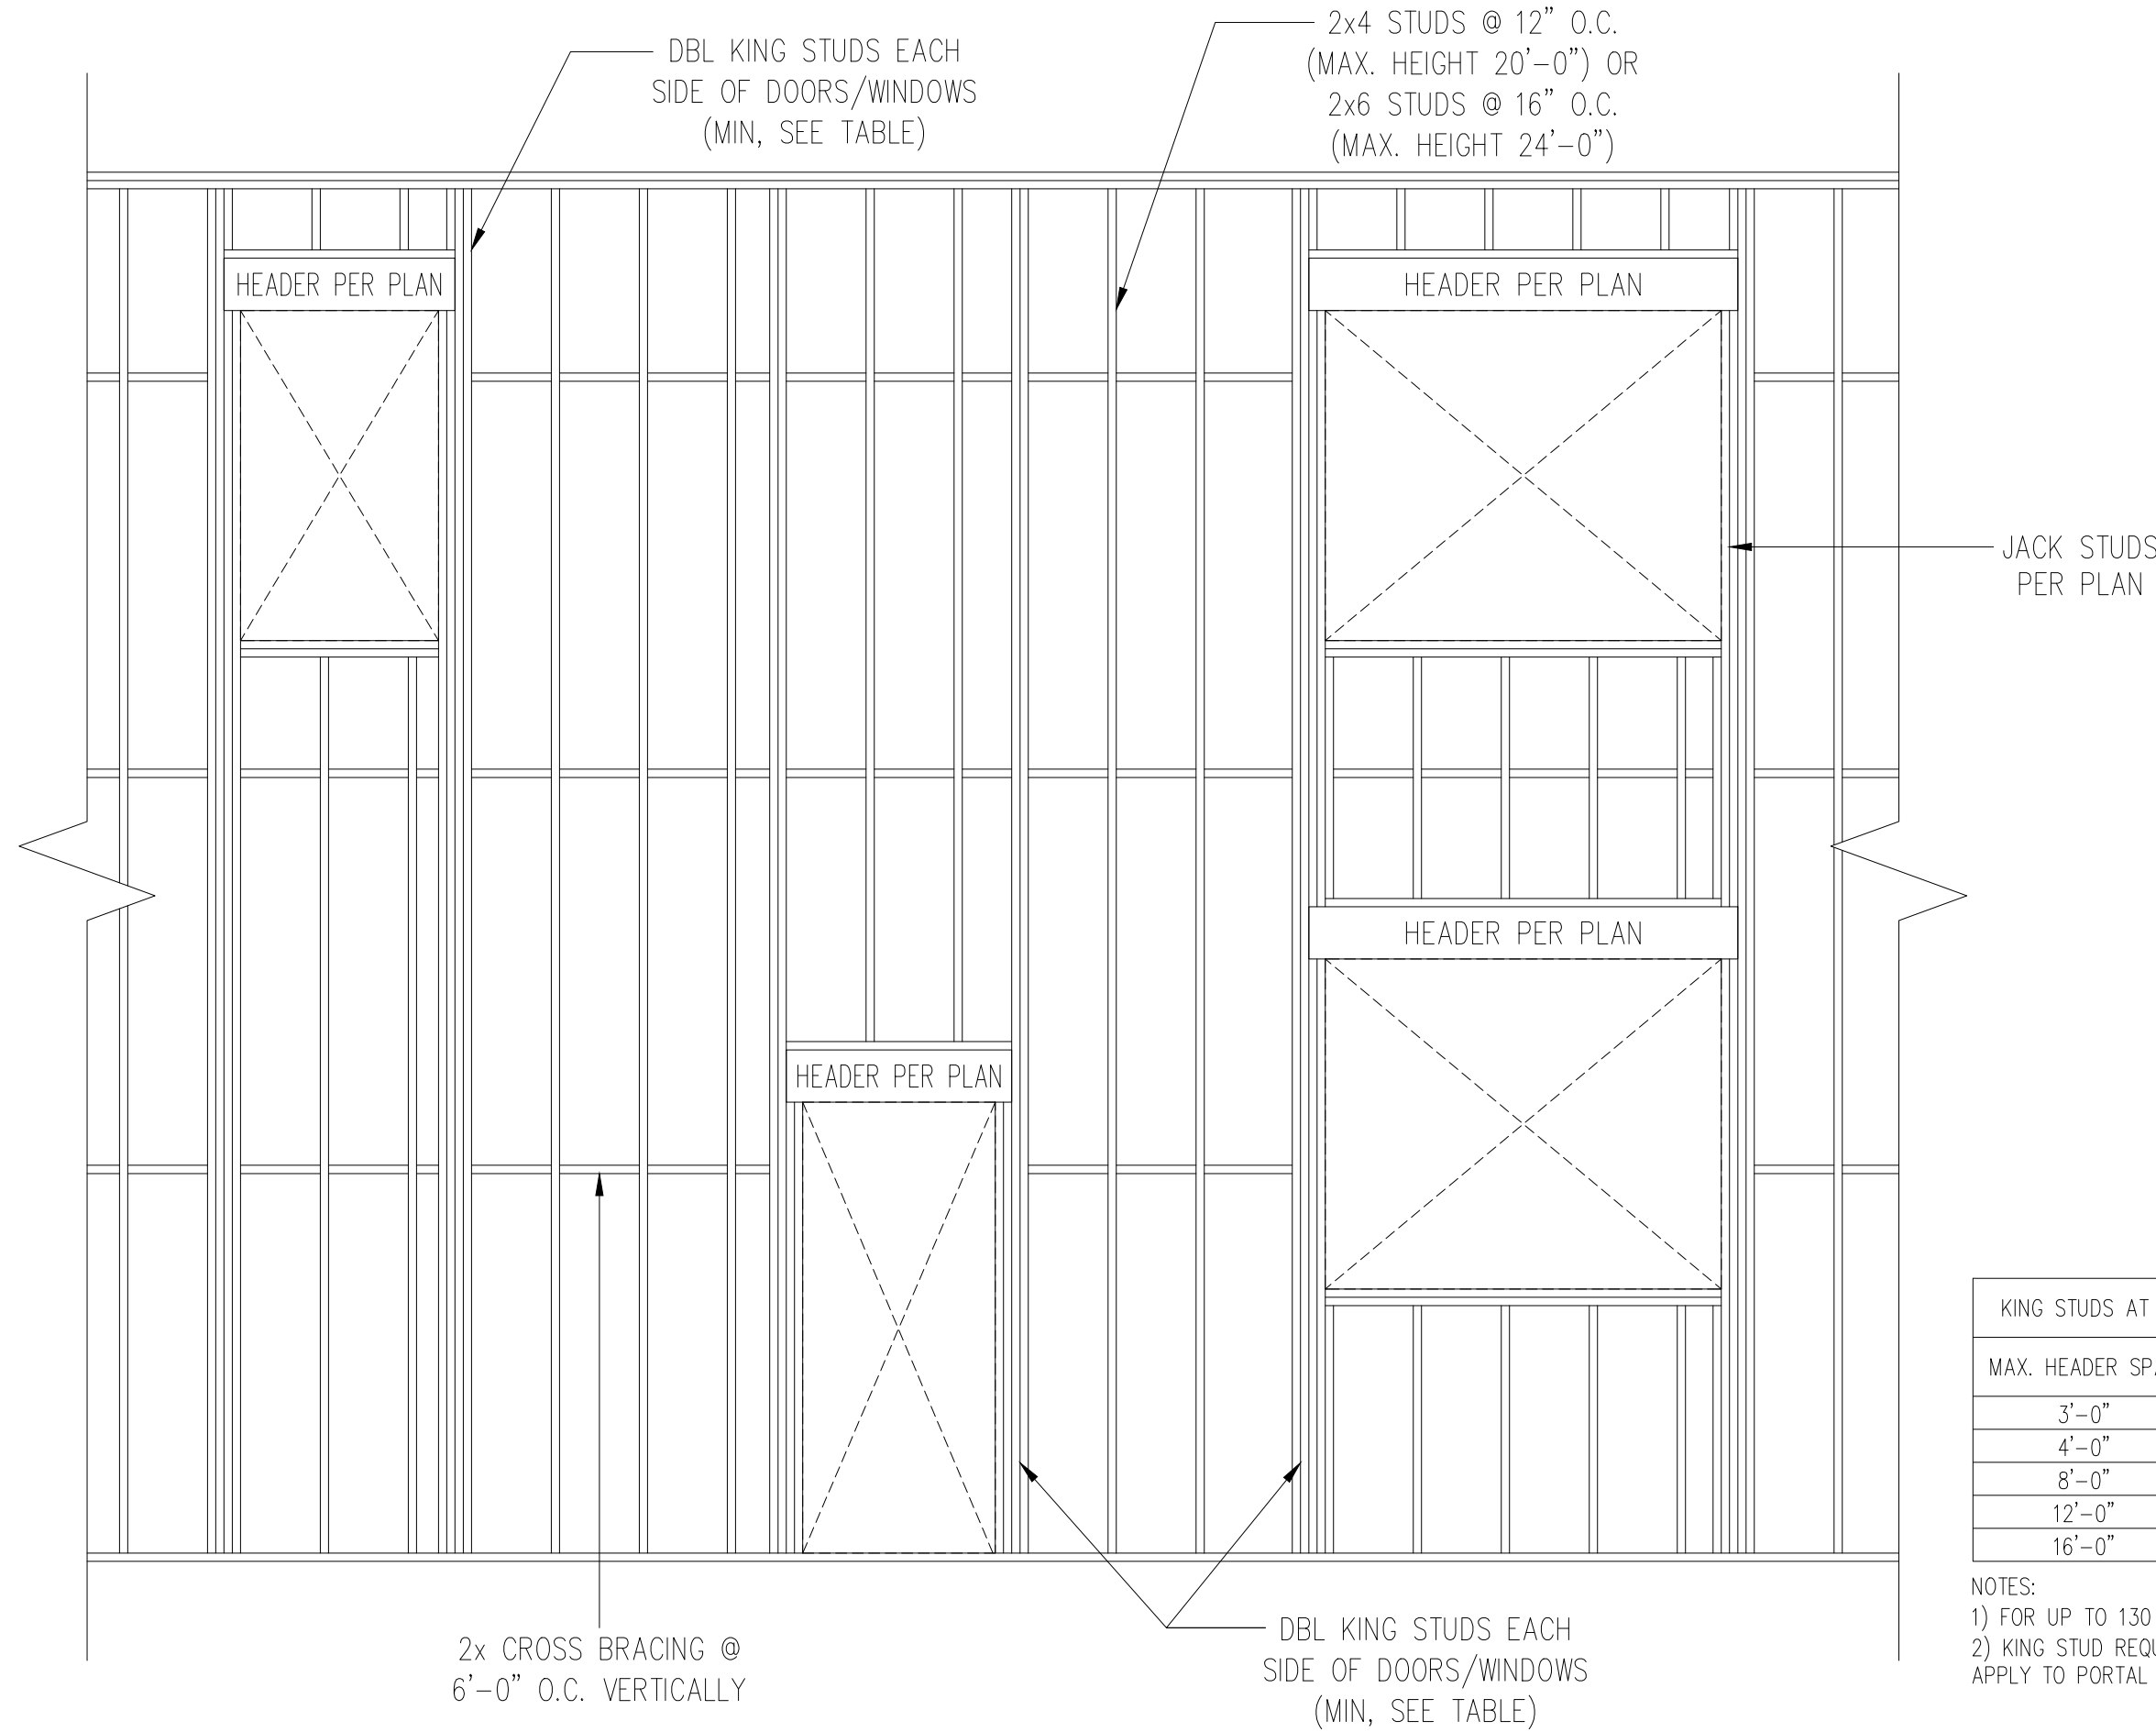 DBL KING STUDS EACH
SIDE OF DOORS/WINDOWS
(MIN, SEE TABLE)
2x4 STUDS @ 12" O.C.
(MAX. HEIGHT 20'-0") OR
2x6 STUDS @ 16" O.C.
(MAX. HEIGHT 24'-0")
HEADER PER PLAN
HEADER PER PLAN
JACK STUDS
PER PLAN
HEADER PER PLAN
HEADER PER PLAN
KING STUDS AT
MAX. HEADER
3'-0"
4'-0"
8'-0"
12'-0"
16'-0"
NOTES:
1) FOR UP TO 130
2) KING STUD
APPLY TO PORTAL
2x CROSS BRACING @
6'-0" O.C. VERTICALLY
DBL KING STUDS EACH
SIDE OF DOORS/WINDOWS
(MIN, SEE TABLE)